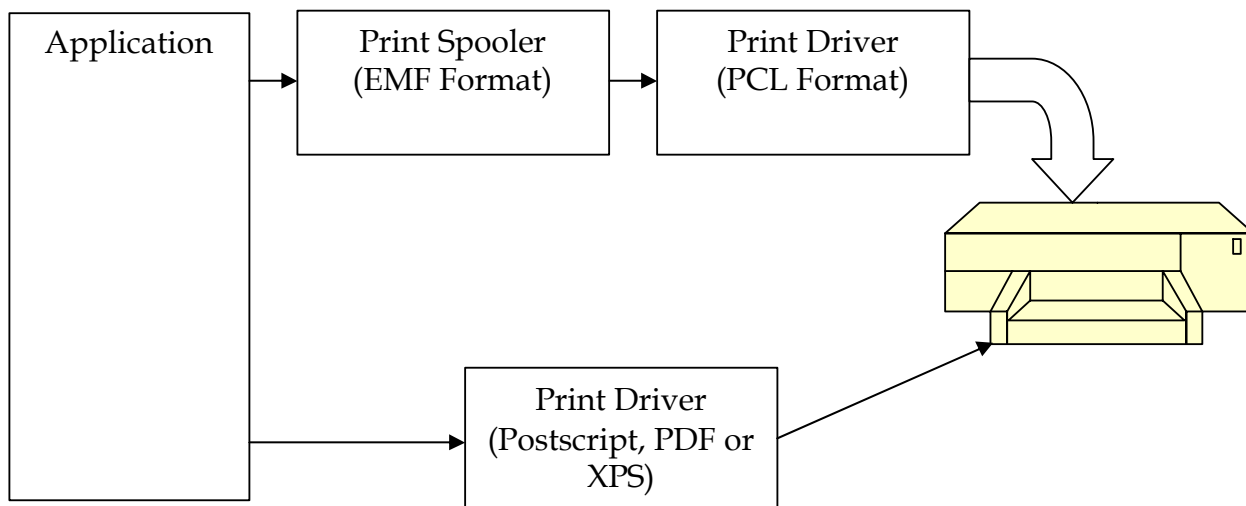 Application
Print Spooler
(EMF Format)
Print Driver
(PCL Format)
Print Driver
(Postscript, PDF or
XPS)